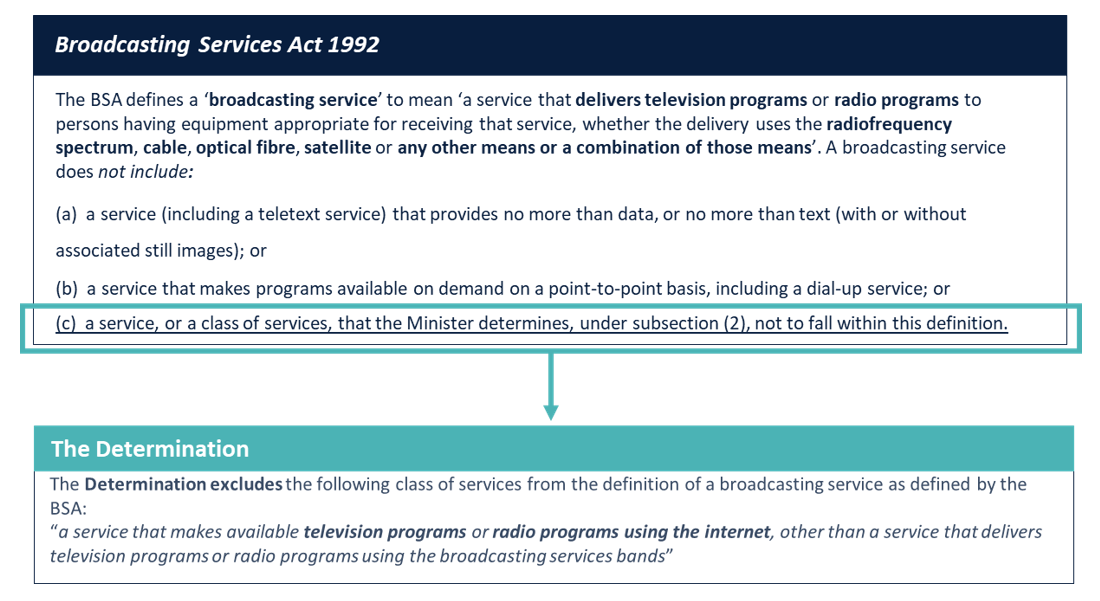 Broadcasting Services Act 1992
The BSA defines a ‘broadcasting service’ to mean ‘a service that delivers television programs or radio programs to
persons having equipment appropriate for receiving that service, whether the delivery uses the radiofrequency
spectrum, cable, optical fibre, satellite or any other means or a combination of those means’. A broadcasting service
does not include:
(a) a service (including a teletext service) that provides no more than data, or no more than text (with or without
associated still images); or
(b) a service that makes programs available on demand on a point-to-point basis, including a dial-up service; or
(c) a service, or a class of services, that the Minister determines, under subsection (2), not to fall within this definition.
The Determination
The Determination excludes the following class of services from the definition of a broadcasting service as defined by the
BSA:
“a service that makes available television programs or radio programs using the internet, other than a service that delivers
television programs or radio programs using the broadcasting services bands”